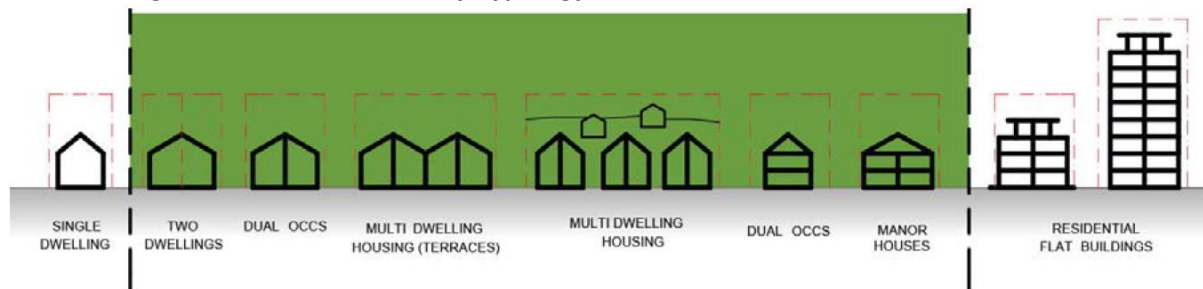 SINGLE
DWELLING
TWO
DWELLINGS
DUAL OCCS
MULTI DWELLING
HOUSING (TERRACES)
MULTI DWELLING
HOUSING
DUAL OCCS
MANOR
HOUSES
RESIDENTIAL
FLAT BUILDINGS